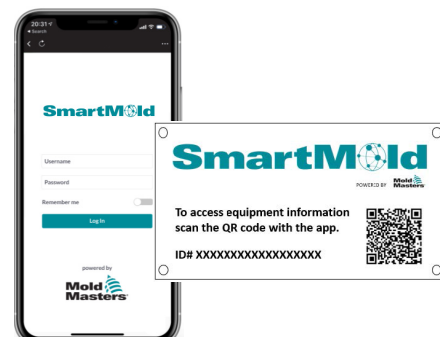 20:31
Search
SmartMold
Username
Password
Remember me
Log In
powered by
Mold
Masters
SmartMold
POWERED BY Mold
Masters
To access equipment information
scan the QR code with the app.
ID# XXXXXXXXXXXXXXXXXX